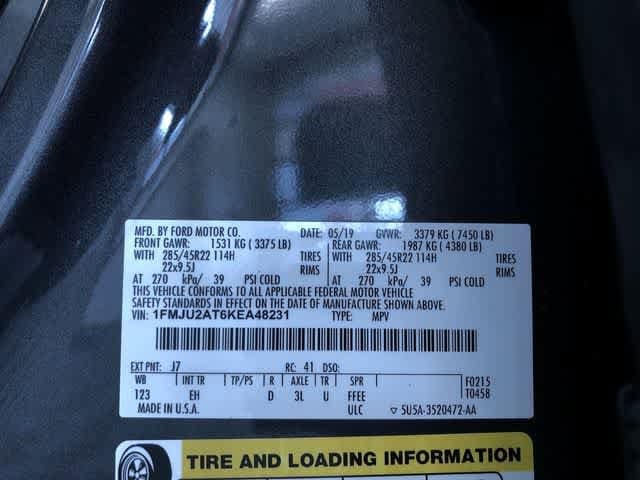 MFD. BY FORD MOTOR CO. DATE: 05/19 GVWR: 3379 KG ( 7450 LB)
FRONT GAWR: 1531 KG ( 3375 LB) REAR GAWR: 1987 KG ( 4380 LB)
WITH 285/45R22 114H TIRES WITH 285/45R22 114H TIRES
22x9.5J RIMS 22x9.5J RIMS
AT 270 kPa/ 39 PSI COLD AT 270 kPa/ 39 PSI COLD
THIS VEHICLE CONFORMS TO ALL APPLICABLE FEDERAL MOTOR VEHICLE
SAFETY STANDARDS IN EFFECT ON THE DATE OF MANUFACTURE SHOWN ABOVE.
VIN: 1FMJU2AT6KEA48231 TYPE: MPV
EXT PNT: J7 RC: 41 DSO:
WB INT TR TP/PS R AXLE TR SPR F0215
123 EH D 3L U FFEE T0458
MADE IN U.S.A. ULC ▽ 5U5A-3520472-AA
TIRE AND LOADING INFORMATION